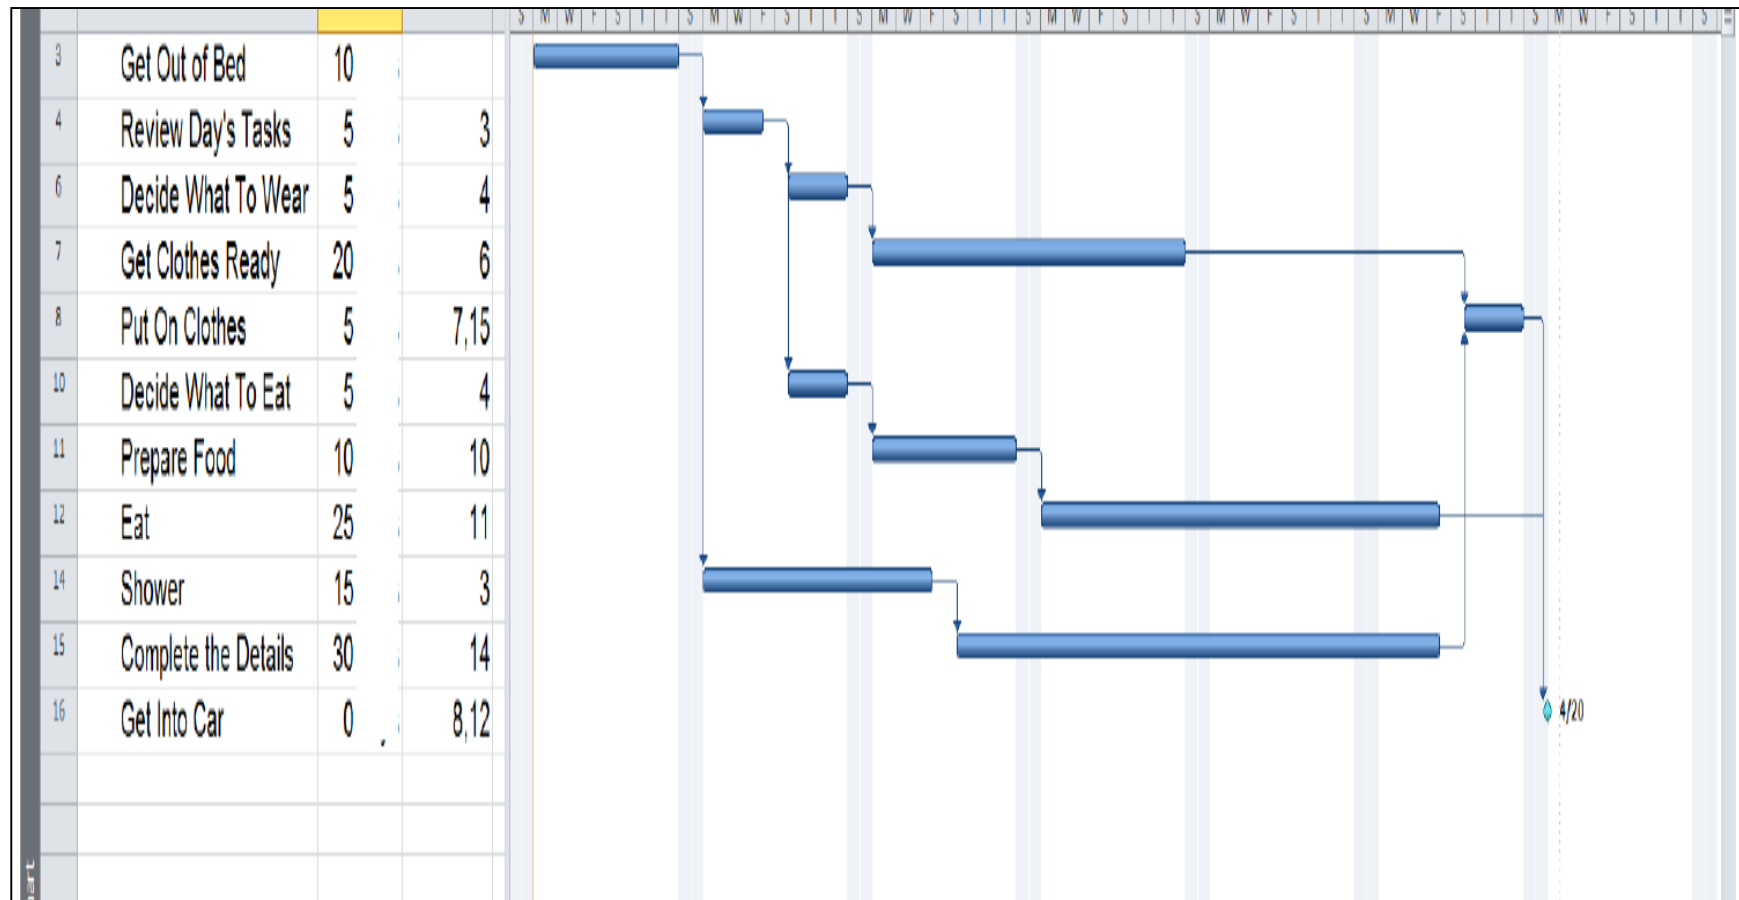 S M W F S T T S M W F S T T S M W F S T T S M W F S T T S M W F S T T S M W F S T T S M W F S T T S
3 Get Out of Bed 10
4 Review Day's Tasks 5 3
6 Decide What To Wear 5 4
7 Get Clothes Ready 20 6
8 Put On Clothes 5 7,15
10 Decide What To Eat 5 4
11 Prepare Food 10 10
12 Eat 25 11
14 Shower 15 3
15 Complete the Details 30 14
16 Get Into Car 0 8,12 4/20